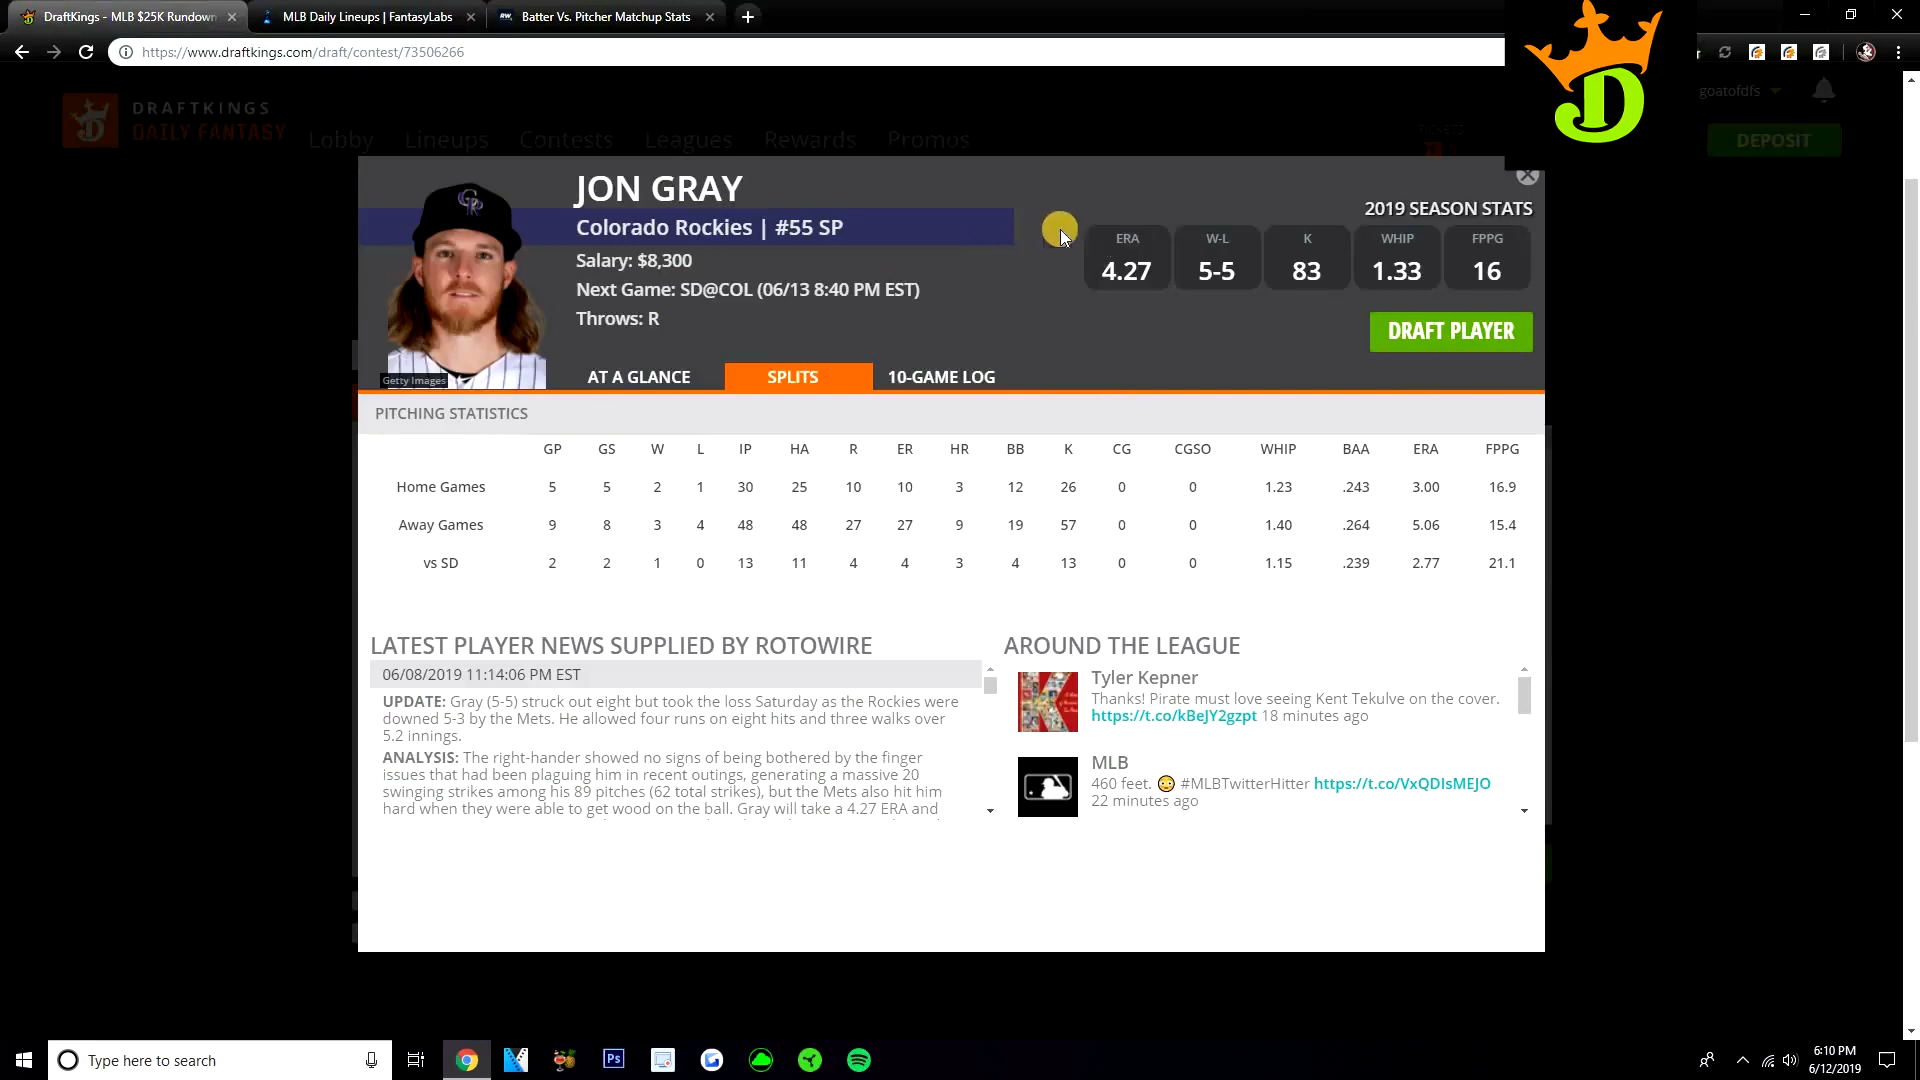 DraftKings - MLB $25K Rundown
MLB Daily Lineups | FantasyLabs
Batter Vs. Pitcher Matchup Stats
https://www.draftkings.com/draft/contest/73506266
DRAFTKINGS
DAILY FANTASY
Lobby Lineups Contests Leagues Rewards Promos
goatofdfs
DEPOSIT
JON GRAY
Colorado Rockies | #55 SP
Salary: $8,300
Next Game: SD@COL (06/13 8:40 PM EST)
Throws: R
Getty Images
2019 SEASON STATS
ERA W-L K WHIP FPPG
4.27 5-5 83 1.33 16
DRAFT PLAYER
AT A GLANCE SPLITS 10-GAME LOG
PITCHING STATISTICS
GP GS W L IP HA R ER HR BB K CG CGSO WHIP BAA ERA FPPG
Home Games 5 5 2 1 30 25 10 10 3 12 26 0 0 1.23 .243 3.00 16.9
Away Games 9 8 3 4 48 48 27 27 9 19 57 0 0 1.40 .264 5.06 15.4
vs SD 2 2 1 0 13 11 4 4 3 4 13 0 0 1.15 .239 2.77 21.1
LATEST PLAYER NEWS SUPPLIED BY ROTOWIRE
06/08/2019 11:14:06 PM EST
UPDATE: Gray (5-5) struck out eight but took the loss Saturday as the Rockies were
downed 5-3 by the Mets. He allowed four runs on eight hits and three walks over
5.2 innings.
ANALYSIS: The right-hander showed no signs of being bothered by the finger
issues that had been plaguing him in recent outings, generating a massive 20
swinging strikes among his 89 pitches (62 total strikes), but the Mets also hit him
hard when they were able to get wood on the ball. Gray will take a 4.27 ERA and
AROUND THE LEAGUE
Tyler Kepner
Thanks! Pirate must love seeing Kent Tekulve on the cover.
https://t.co/kBeJY2gzpt 18 minutes ago
MLB
460 feet. 😳 #MLBTwitterHitter https://t.co/VxQDIsMEJO
22 minutes ago
Type here to search
Ps
6:10 PM
6/12/2019